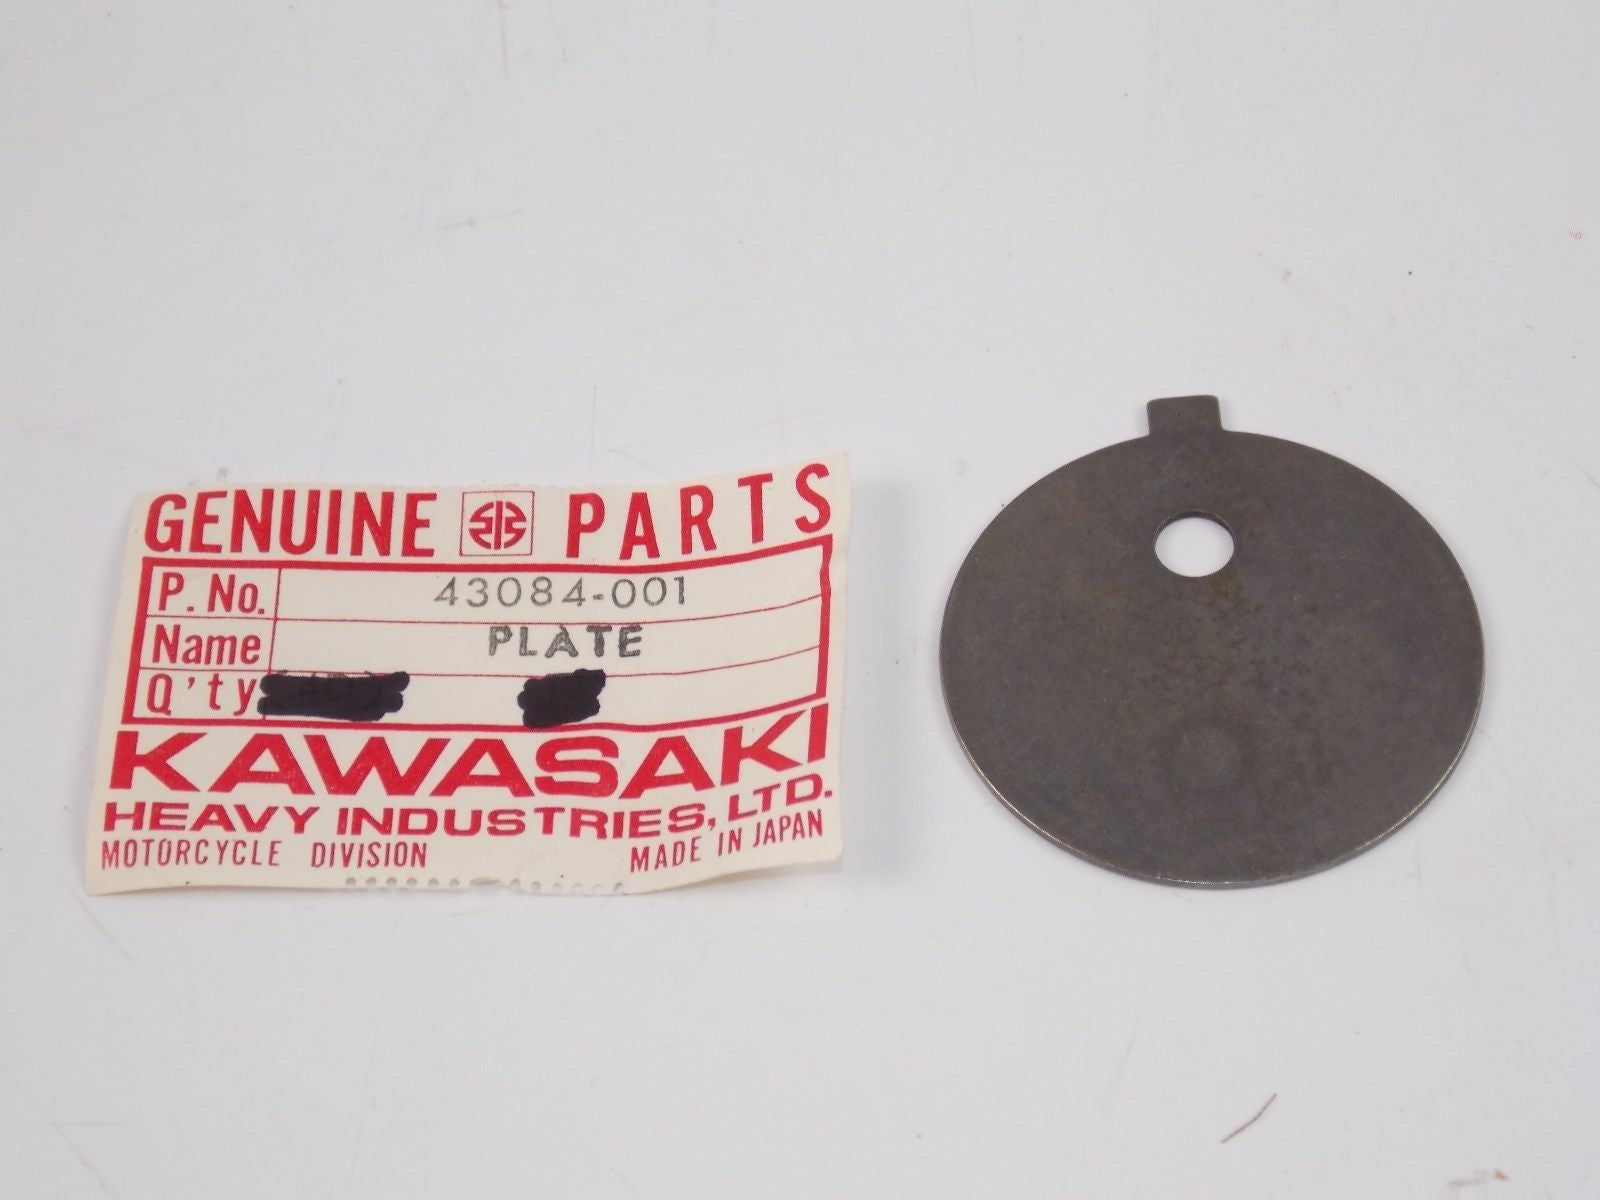 GENUINE PARTS
P. No. 43084-001
Name PLATE
Q'ty
KAWASAKI
HEAVY INDUSTRIES, LTD.
MOTORCYCLE DIVISION MADE IN JAPAN